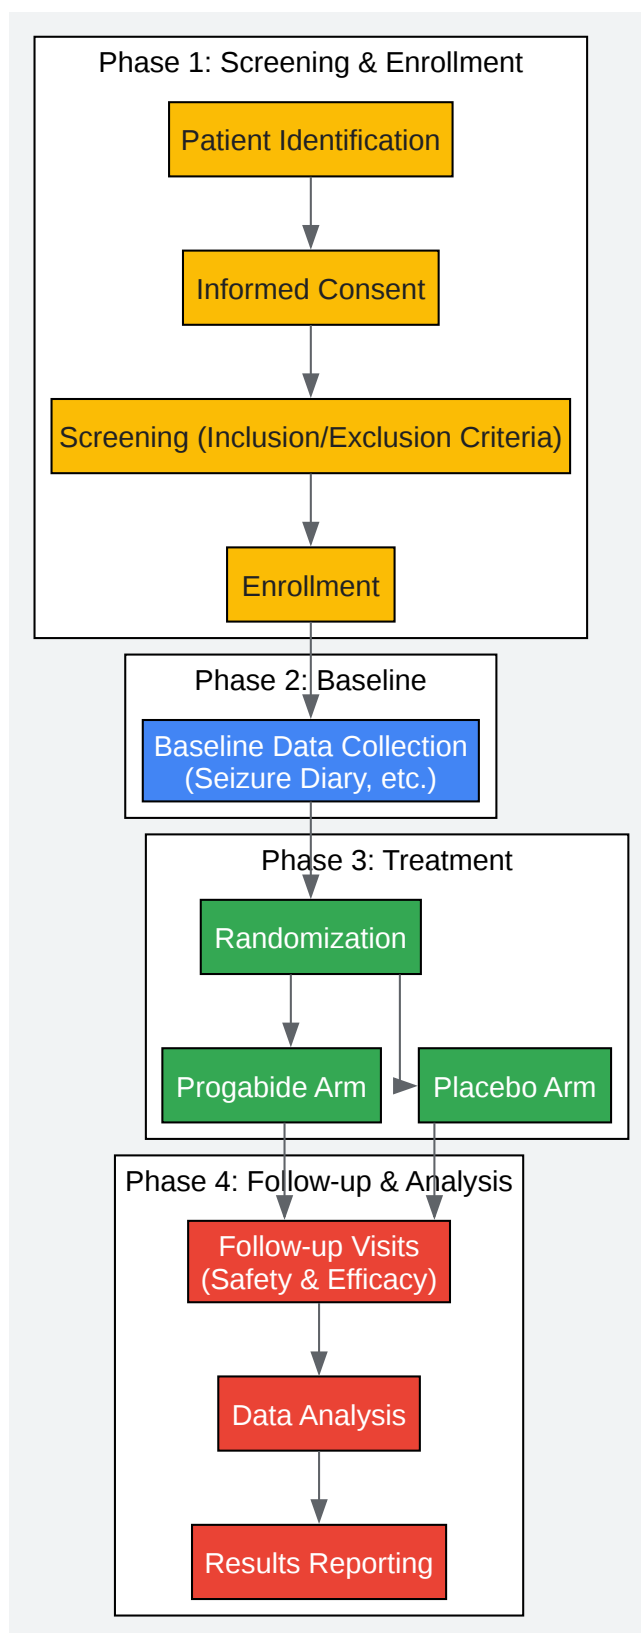 Phase 1: Screening & Enrollment
Patient Identification
Informed Consent
Screening (Inclusion/Exclusion Criteria)
Enrollment
Phase 2: Baseline
Baseline Data Collection
(Seizure Diary, etc.)
Phase 3: Treatment
Randomization
Progabide Arm
Placebo Arm
Phase 4: Follow-up & Analysis
Follow-up Visits
(Safety & Efficacy)
Data Analysis
Results Reporting